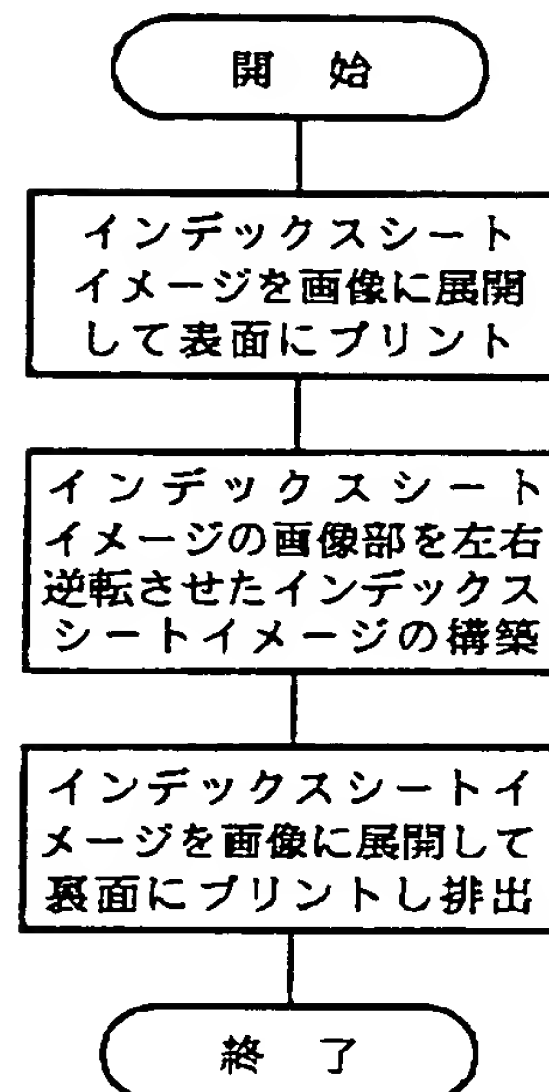 開 始
インデックスシート
イメージを画像に展開
して表面にプリント
インデックスシート
イメージの画像部を左右
逆転させたインデックス
シートイメージの構築
インデックスシートイ
メージを画像に展開して
裏面にプリントし排出
終 了